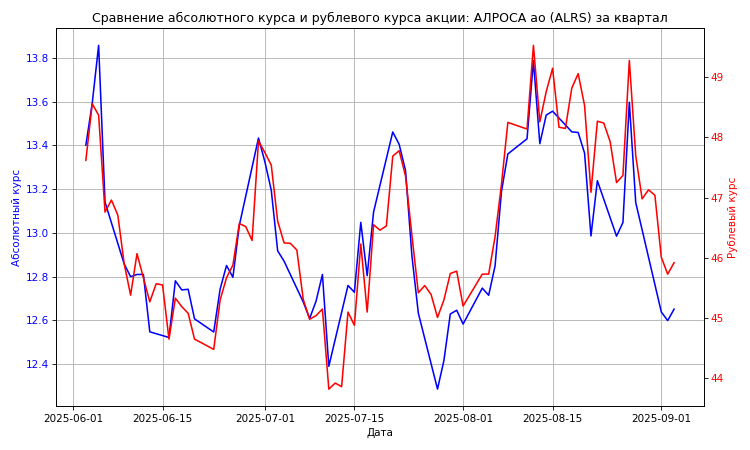 Сравнение абсолютного курса и рублевого курса акции: АЛРОСА ао (ALRS) за квартал
13.8
13.6
13.4
13.2
13.0
12.8
12.6
12.4
Абсолютный курс
49
48
47
46
45
44
Рублевый курс
2025-06-01 2025-06-15 2025-07-01 2025-07-15 2025-08-01 2025-08-15 2025-09-01
Дата